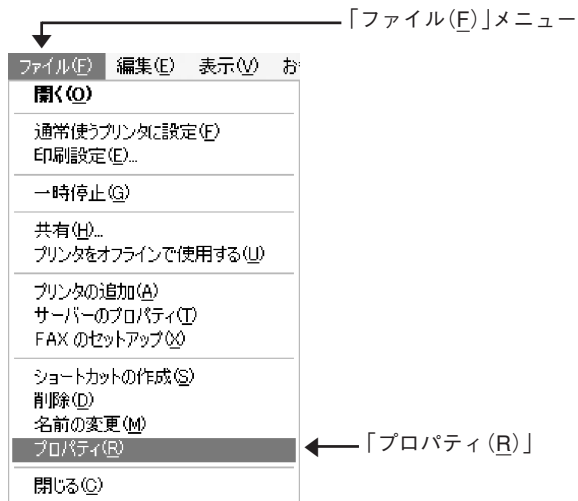 「ファイル(F)」メニュー
ファイル(F) 編集(E) 表示(V) お
開く(O)
通常使うプリンタに設定(F)
印刷設定(E)...
一時停止(G)
共有(H)...
プリンタをオフラインで使用する(U)
プリンタの追加(A)
サーバーのプロパティ(T)
FAX のセットアップ(X)
ショートカットの作成(S)
削除(D)
名前の変更(M)
プロパティ(R) 「プロパティ(R)」
閉じる(C)